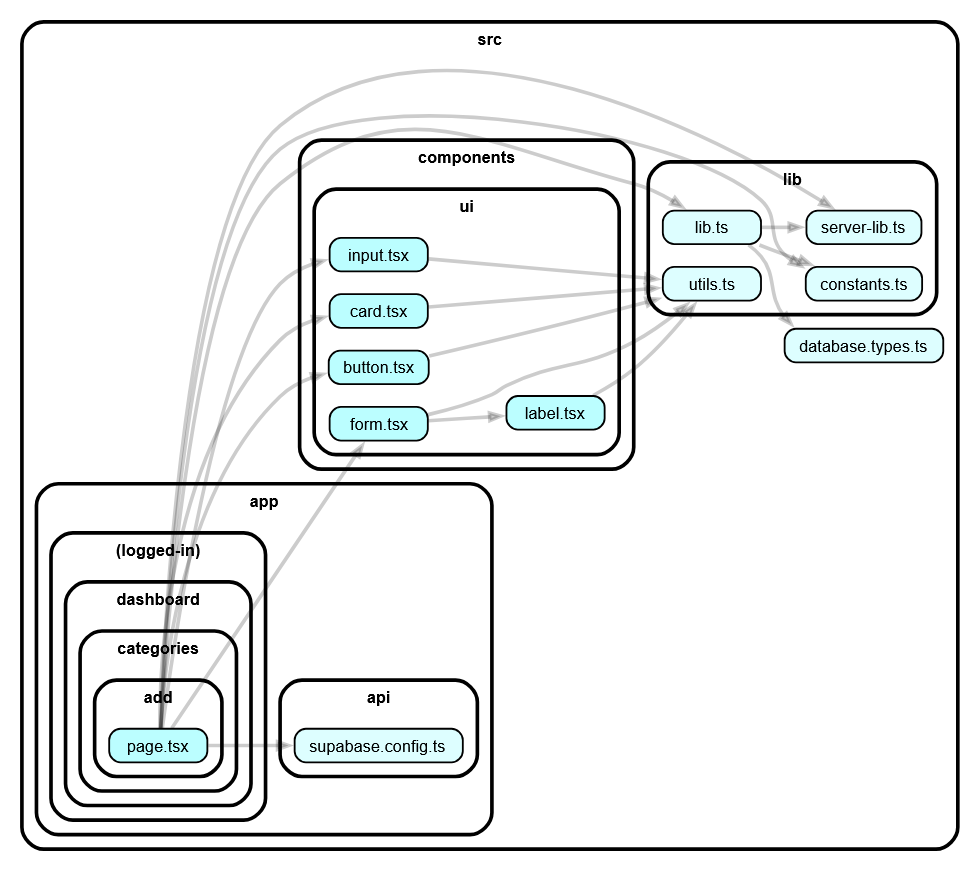 src
components
ui
input.tsx
card.tsx
button.tsx
form.tsx
label.tsx
lib
lib.ts
server-lib.ts
utils.ts
constants.ts
database.types.ts
app
(logged-in)
dashboard
categories
add
page.tsx
api
supabase.config.ts